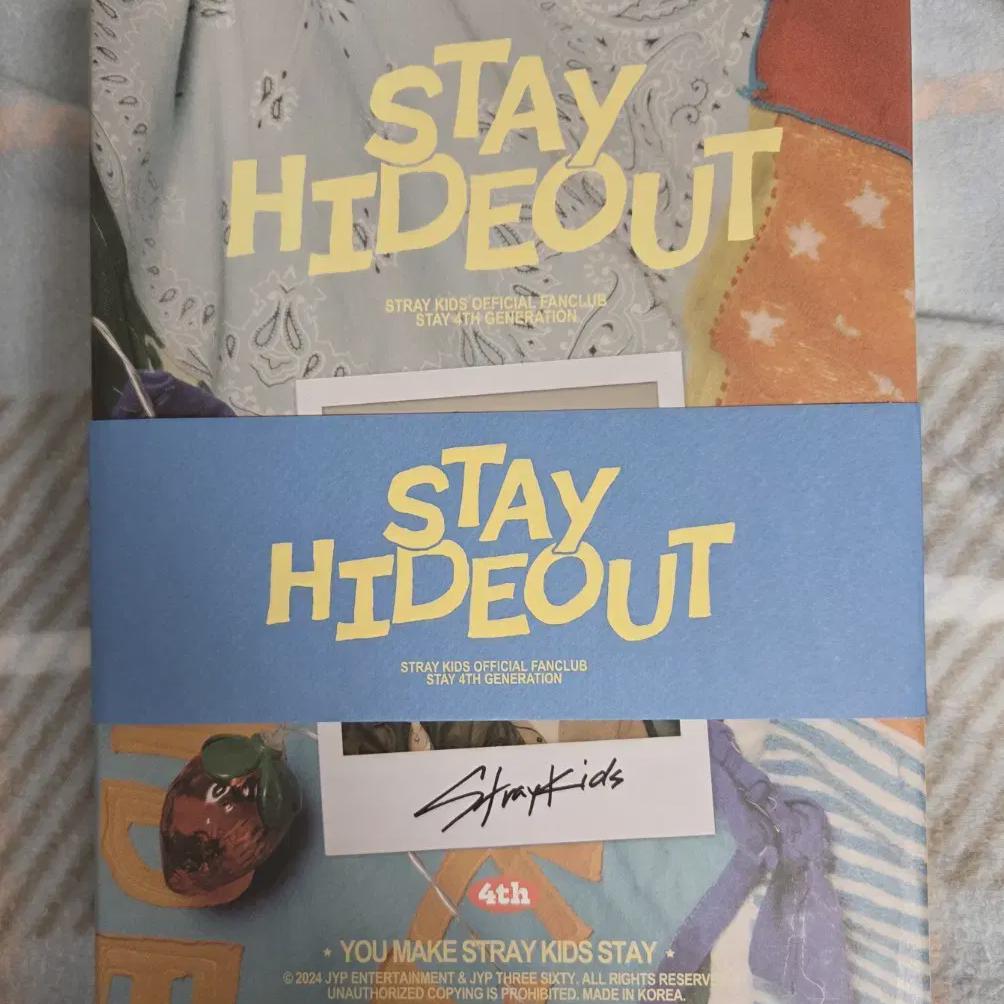 STAY
HIDEOUT
STRAY KIDS OFFICIAL FANCLUB
STAY 4TH GENERATION
STAY
HIDEOUT
STRAY KIDS OFFICIAL FANCLUB
STAY 4TH GENERATION
StrayKids
4th
★ YOU MAKE STRAY KIDS STAY ★
© 2024 JYP ENTERTAINMENT & JYP THREE SIXTY. ALL RIGHTS RESERV
UNAUTHORIZED COPYING IS PROHIBITED. MADE IN KOREA.